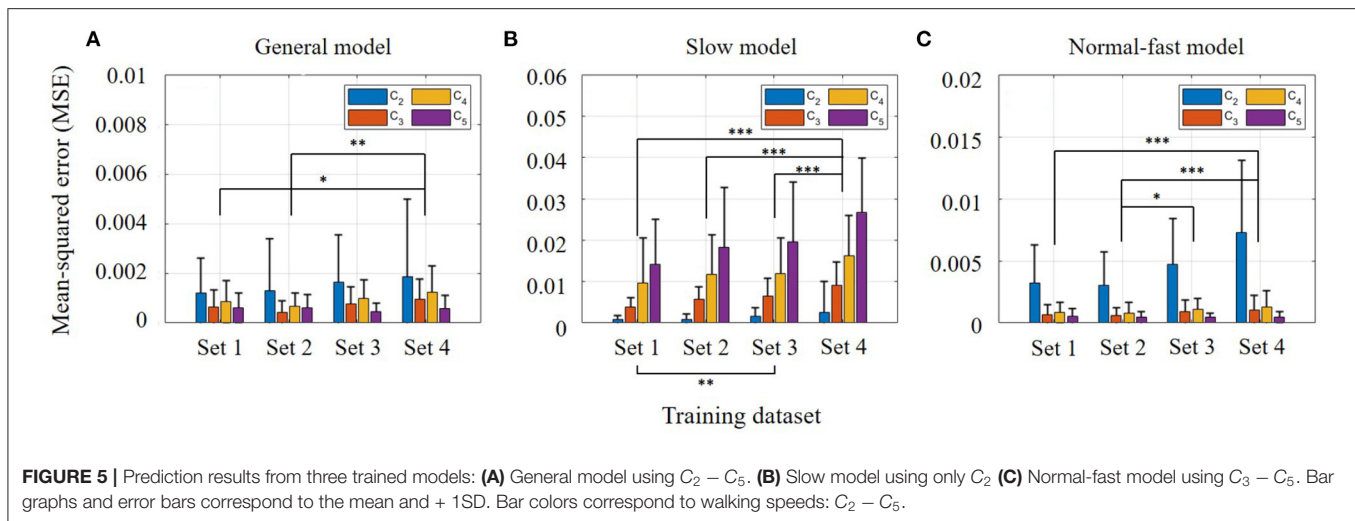 A
General model
Mean-squared error (MSE)
0.01
0.008
0.006
0.004
0.002
0
C2 C4
C3 C5
**
*
Set 1 Set 2 Set 3 Set 4
B
Slow model
0.06
0.05
0.04
0.03
0.02
0.01
0
C2 C4
C3 C5
***
***
***
Set 1 Set 2 Set 3 Set 4
**
Training dataset
C
Normal-fast model
0.02
0.015
0.01
0.005
0
C2 C4
C3 C5
***
***
*
Set 1 Set 2 Set 3 Set 4
FIGURE 5 | Prediction results from three trained models: (A) General model using C2 − C5. (B) Slow model using only C2 (C) Normal-fast model using C3 − C5. Bar
graphs and error bars correspond to the mean and + 1SD. Bar colors correspond to walking speeds: C2 − C5.